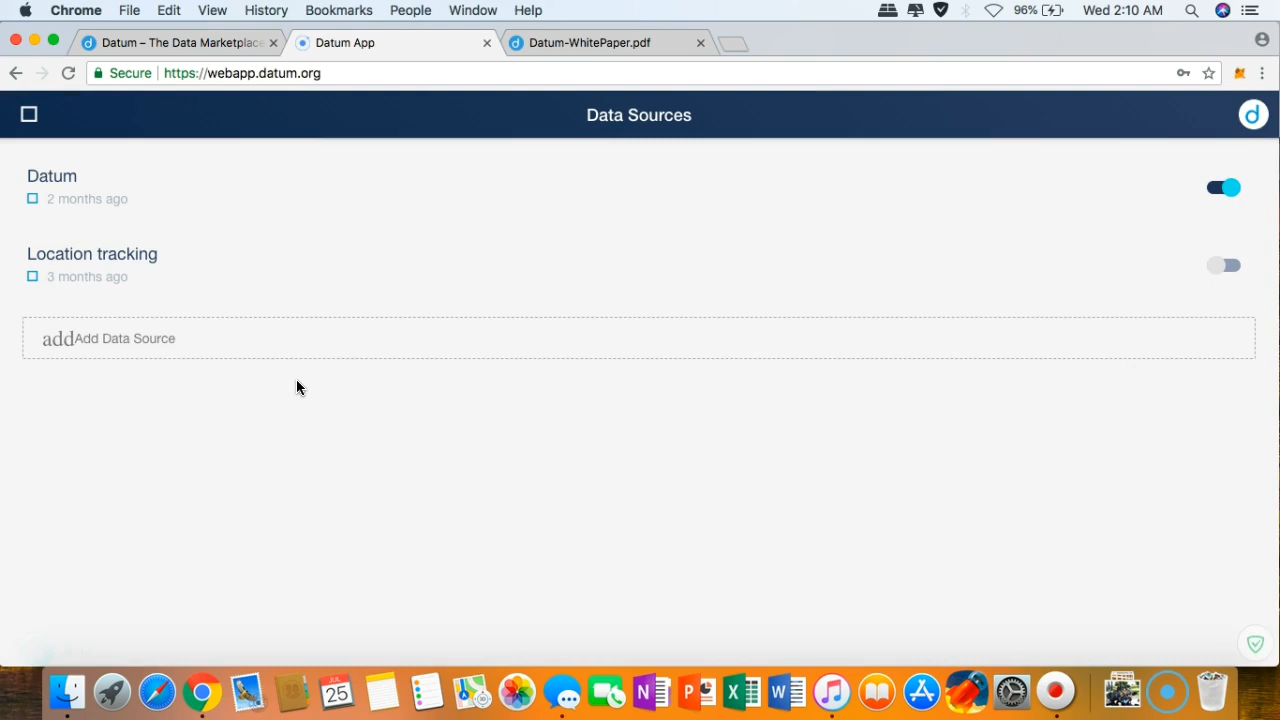 Chrome File Edit View History Bookmarks People Window Help 96% Wed 2:10 AM
Datum – The Data Marketplace Datum App Datum-WhitePaper.pdf
Secure https://webapp.datum.org
Data Sources d
Datum
2 months ago
Location tracking
3 months ago
addAdd Data Source
JUL
25 N P X W